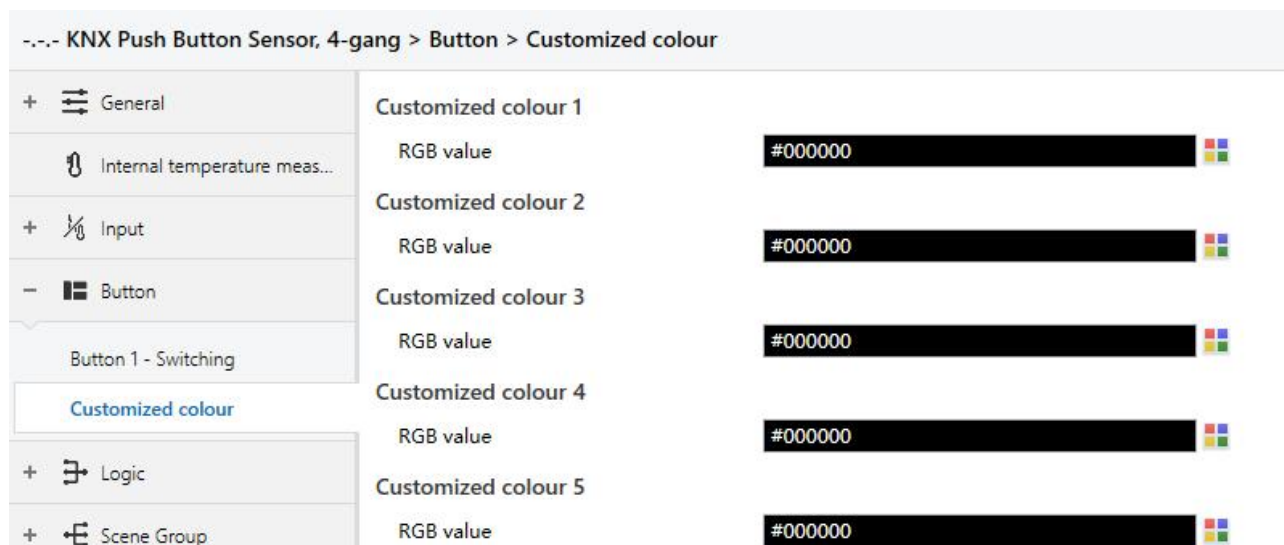 -.-.- KNX Push Button Sensor, 4-gang > Button > Customized colour
+ General
Internal temperature meas...
+ Input
− Button
Button 1 - Switching
Customized colour
+ Logic
+ Scene Group
Customized colour 1
RGB value #000000
Customized colour 2
RGB value #000000
Customized colour 3
RGB value #000000
Customized colour 4
RGB value #000000
Customized colour 5
RGB value #000000